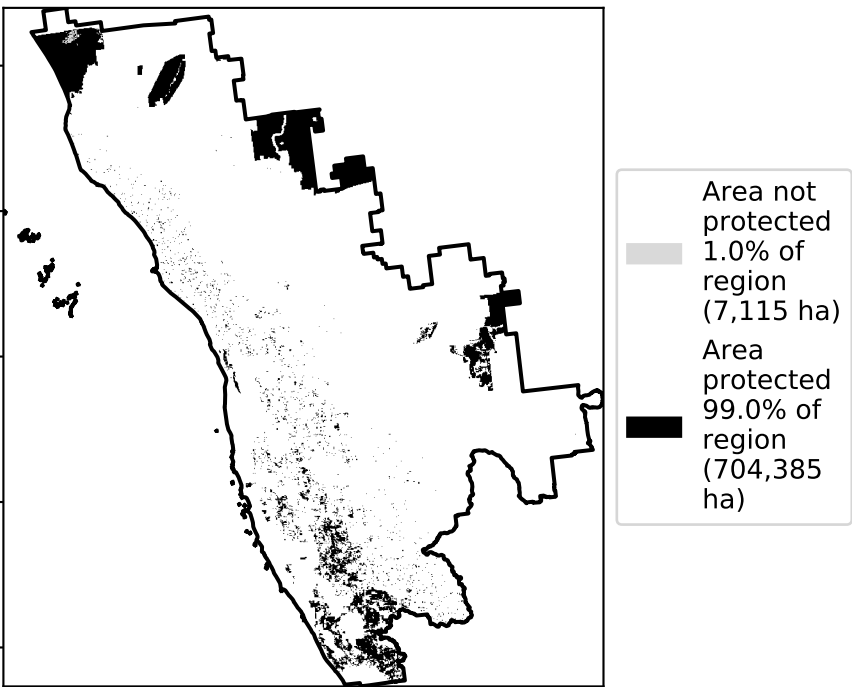 Area not
protected
1.0% of
region
(7,115 ha)
Area
protected
99.0% of
region
(704,385
ha)